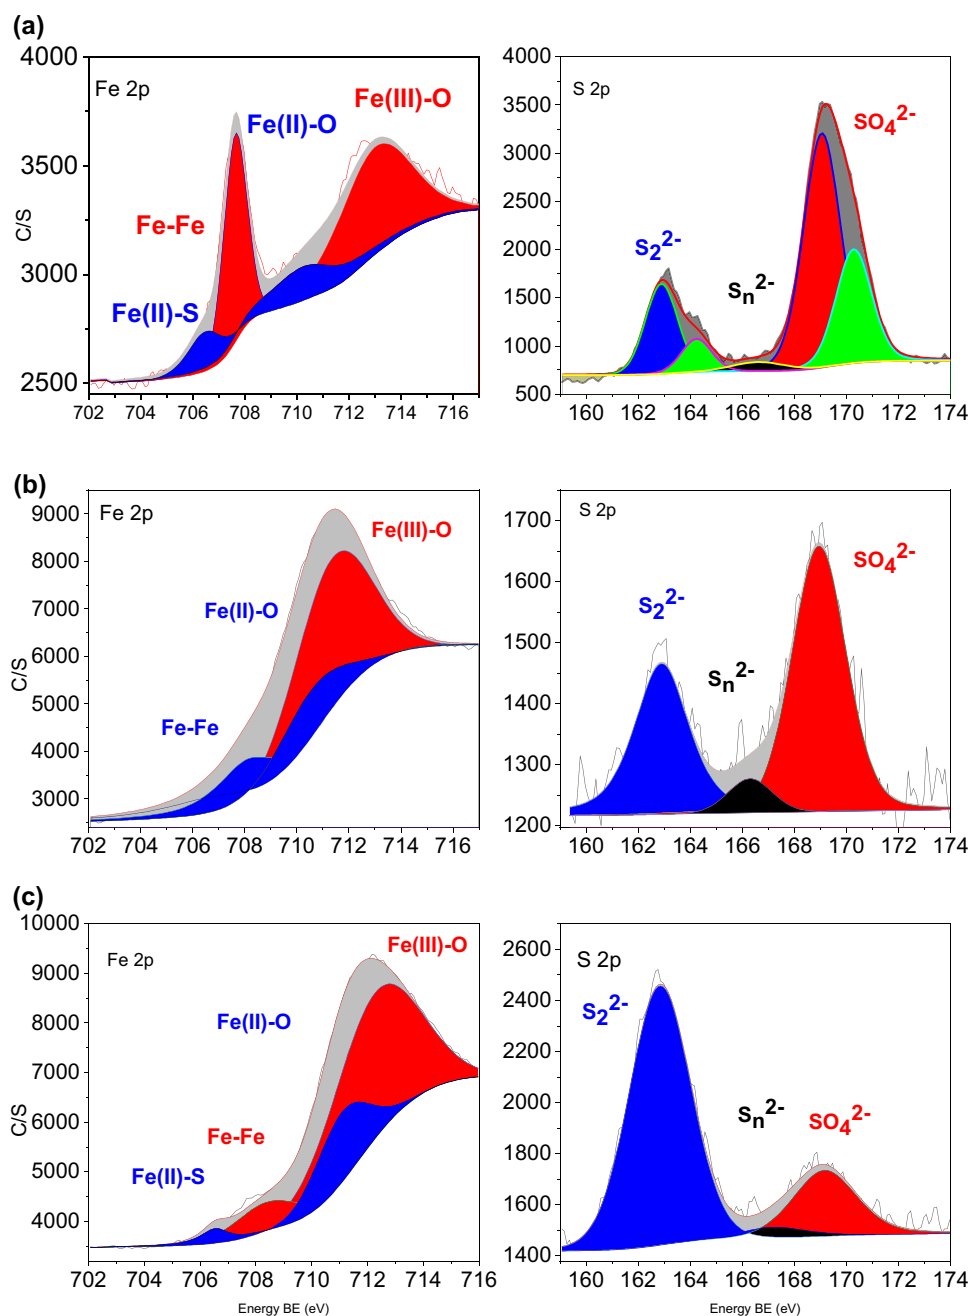 (a)
Fe 2p
Fe(III)-O
Fe(II)-O
Fe-Fe
Fe(II)-S
C/S
4000
3500
3000
2500
702 704 706 708 710 712 714 716
S 2p
SO₄²⁻
S₂²⁻
Sₙ²⁻
4000
3500
3000
2500
2000
1500
1000
500
160 162 164 166 168 170 172 174
(b)
Fe 2p
Fe(III)-O
Fe(II)-O
Fe-Fe
C/S
9000
8000
7000
6000
5000
4000
3000
702 704 706 708 710 712 714 716
S 2p
SO₄²⁻
S₂²⁻
Sₙ²⁻
1700
1600
1500
1400
1300
1200
160 162 164 166 168 170 172 174
(c)
Fe 2p
Fe(III)-O
Fe(II)-O
Fe-Fe
Fe(II)-S
C/S
10000
9000
8000
7000
6000
5000
4000
702 704 706 708 710 712 714 716
Energy BE (eV)
S 2p
S₂²⁻
Sₙ²⁻
SO₄²⁻
2600
2400
2200
2000
1800
1600
1400
160 162 164 166 168 170 172 174
Energy BE (eV)